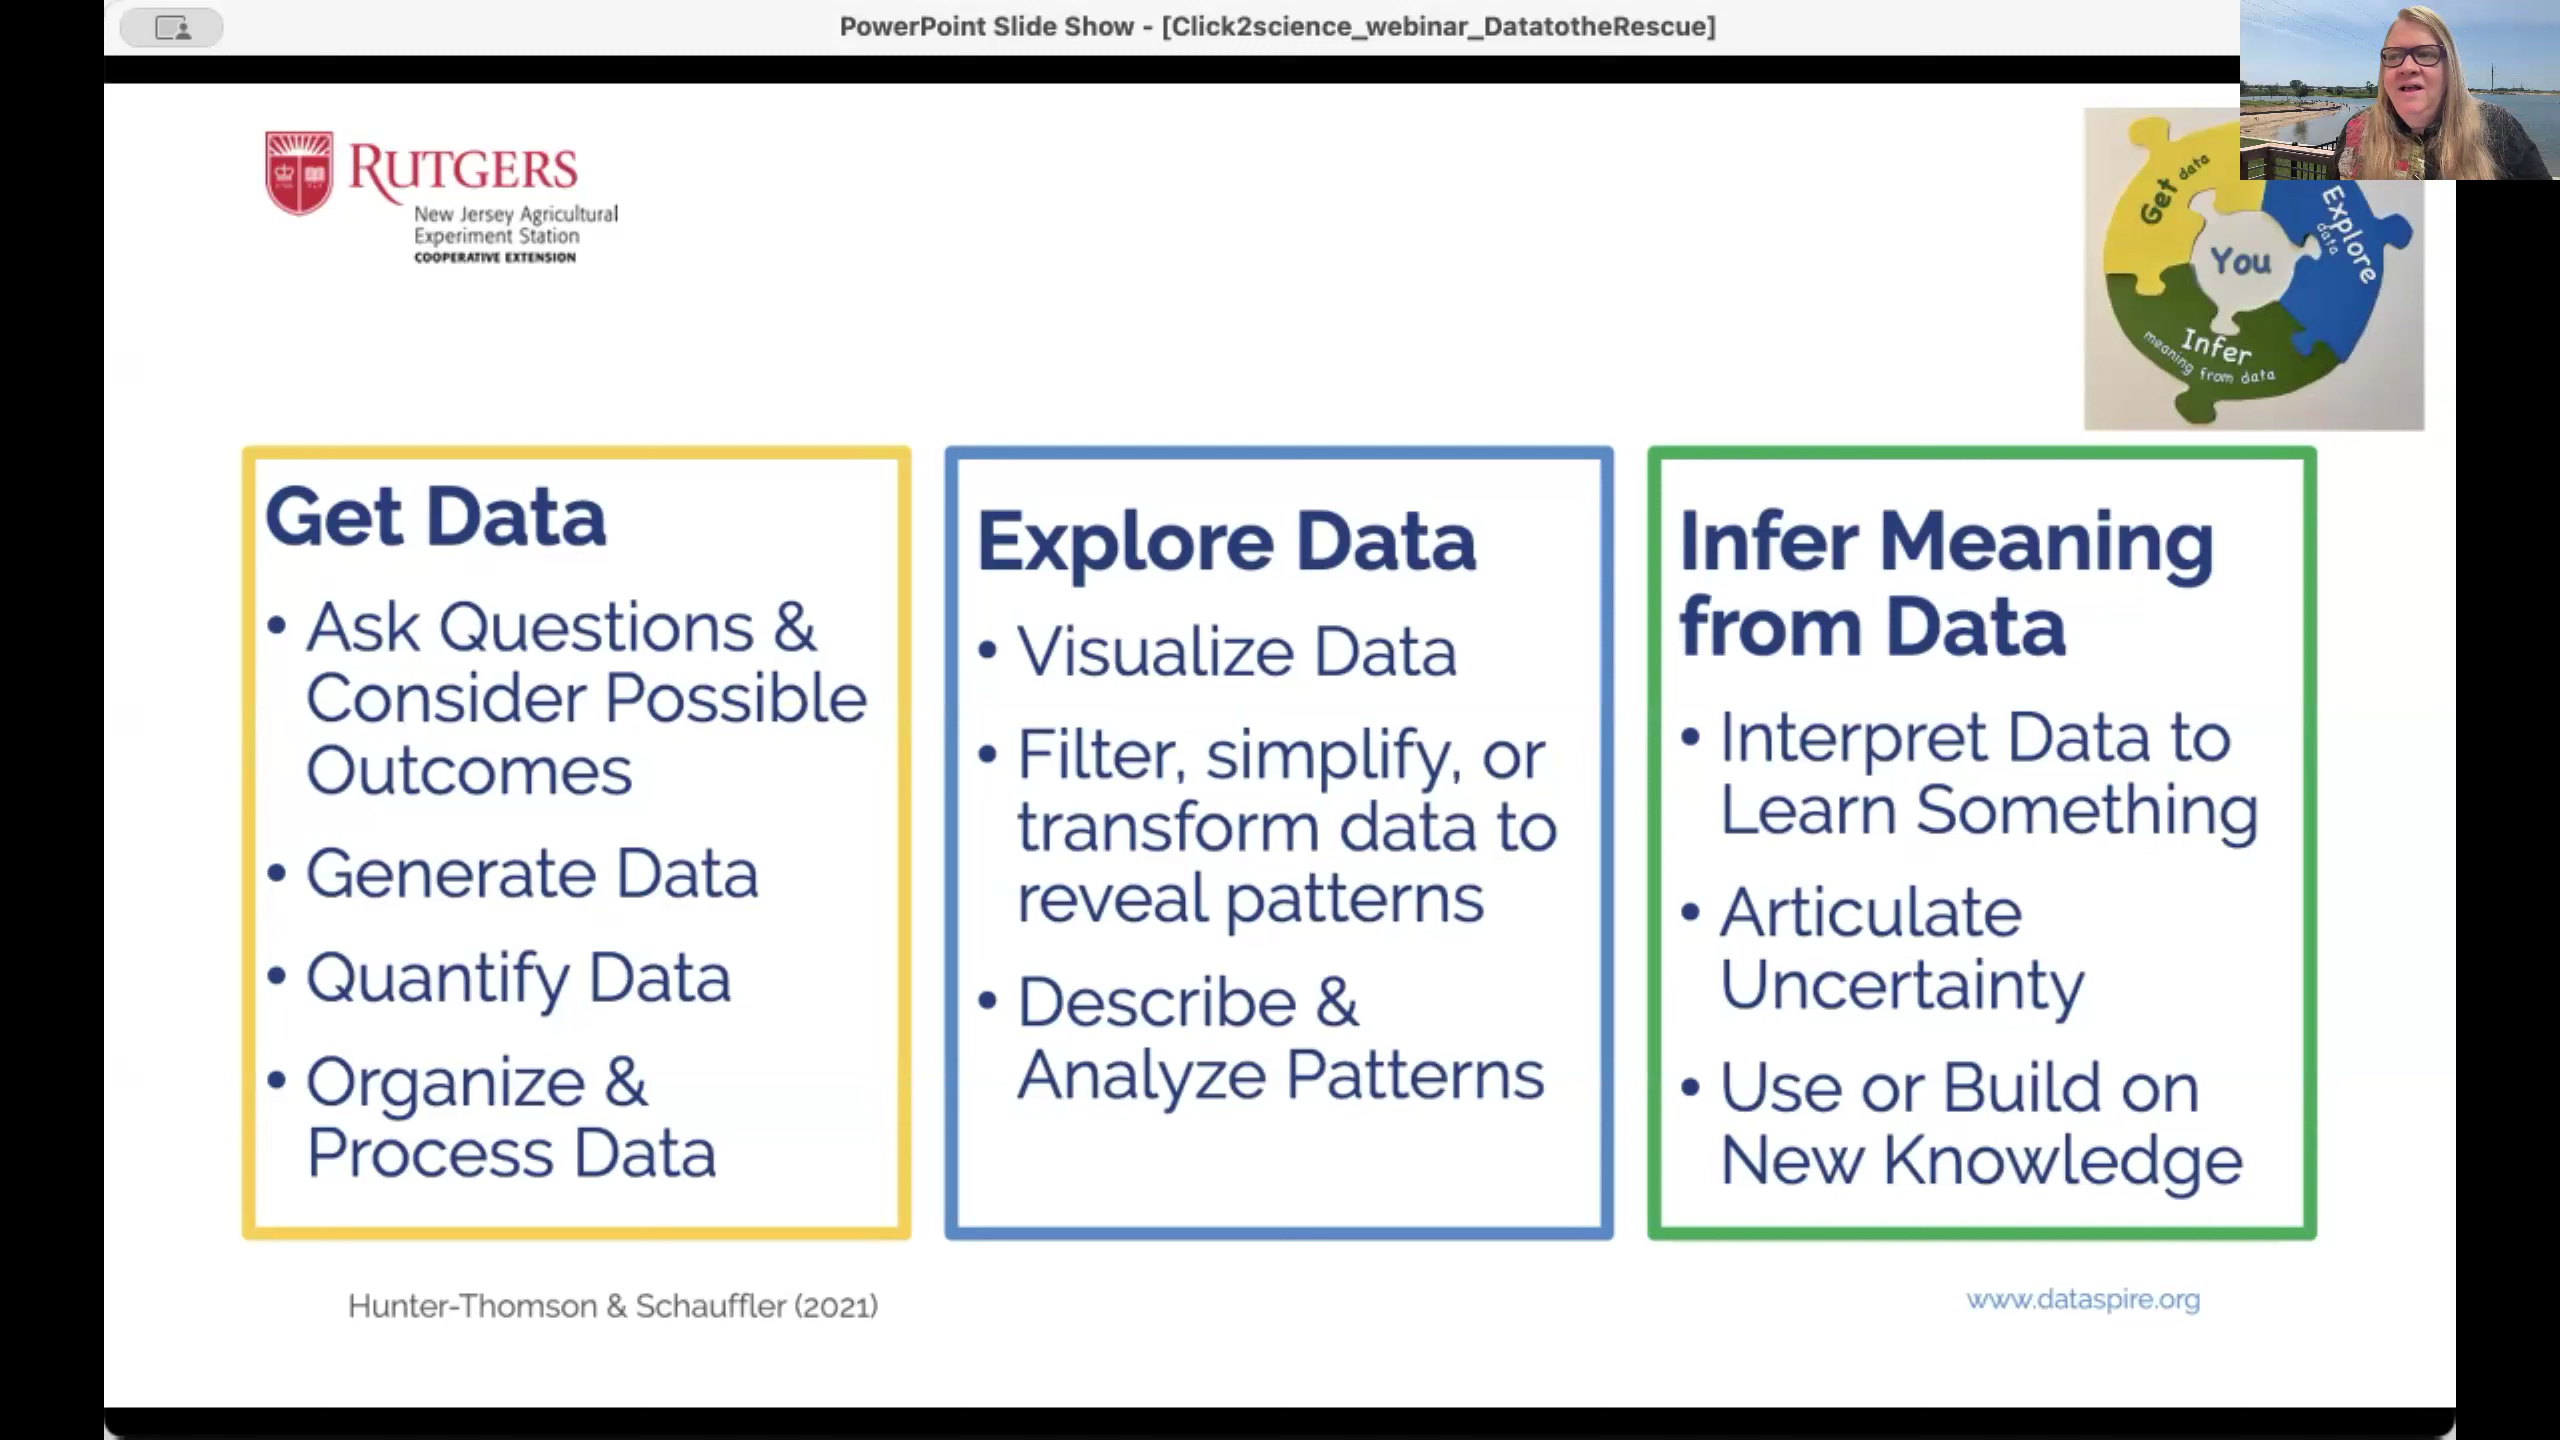 PowerPoint Slide Show - [Click2science_webinar_DatatotheRescue]
RUTGERS
New Jersey Agricultural
Experiment Station
COOPERATIVE EXTENSION
Get data
Explore data
You
Infer
meaning from data
Get Data
• Ask Questions &
Consider Possible
Outcomes
• Generate Data
• Quantify Data
• Organize &
Process Data
Explore Data
• Visualize Data
• Filter, simplify, or
transform data to
reveal patterns
• Describe &
Analyze Patterns
Infer Meaning
from Data
• Interpret Data to
Learn Something
• Articulate
Uncertainty
• Use or Build on
New Knowledge
Hunter-Thomson & Schauffler (2021)
www.dataspire.org